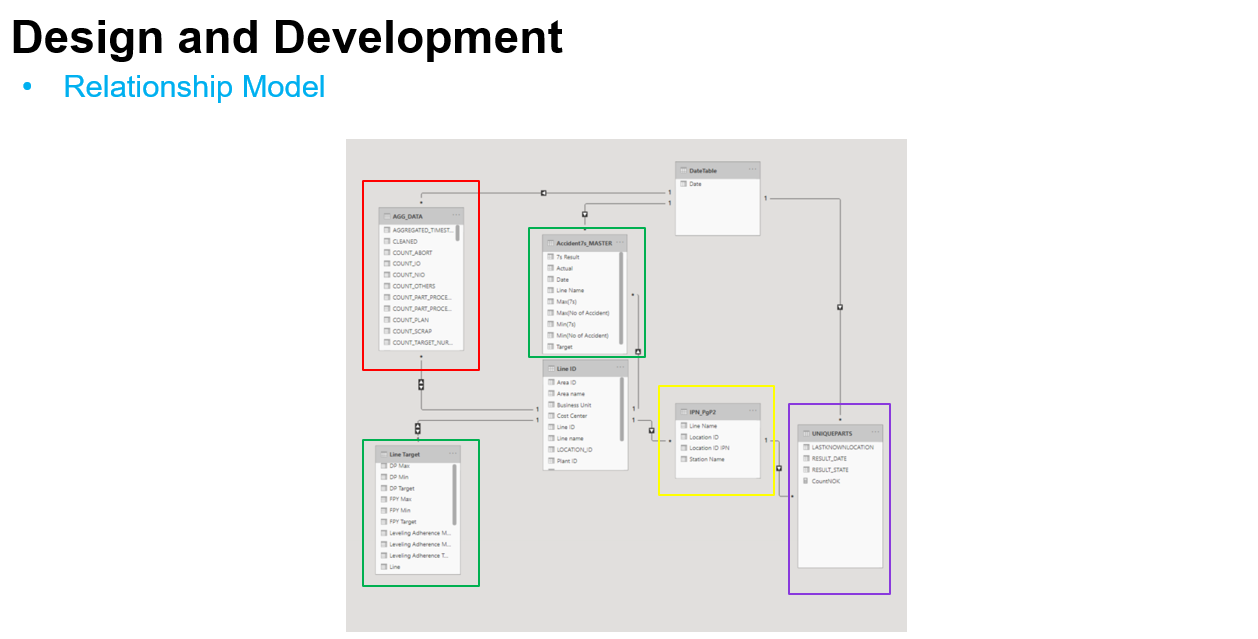 Design and Development
• Relationship Model
DateTable
Date
1
1
1
AGG_DATA
AGGREGATED_TIMEST...
CLEANED
COUNT_ABORT
COUNT_IO
COUNT_NIO
COUNT_OTHERS
COUNT_PART_PROCE...
COUNT_PART_PROCE...
COUNT_PLAN
COUNT_SCRAP
COUNT_TARGET_NUR...
Accident7s_MASTER
7s Result
Actual
Date
Line Name
Max(7s)
Max(No of Accident)
Min(7s)
Min(No of Accident)
Target
Line ID
Area ID
Area name
Business Unit
Cost Center
Line ID
Line name
LOCATION_ID
Plant ID
1
1
1
1
IPN_PgP2
Line Name
Location ID
Location ID IPN
Station Name
1
UNIQUEPARTS
LASTKNOWNLOCATION
RESULT_DATE
RESULT_STATE
CountNOK
Line Target
DP Max
DP Min
DP Target
FPY Max
FPY Min
FPY Target
Leveling Adherence M...
Leveling Adherence M...
Leveling Adherence T...
Line